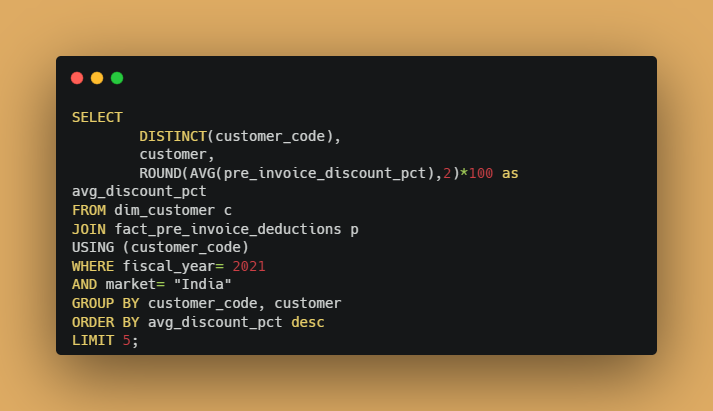 SELECT
DISTINCT(customer_code),
customer,
ROUND(AVG(pre_invoice_discount_pct),2)*100 as
avg_discount_pct
FROM dim_customer c
JOIN fact_pre_invoice_deductions p
USING (customer_code)
WHERE fiscal_year= 2021
AND market= "India"
GROUP BY customer_code, customer
ORDER BY avg_discount_pct desc
LIMIT 5;